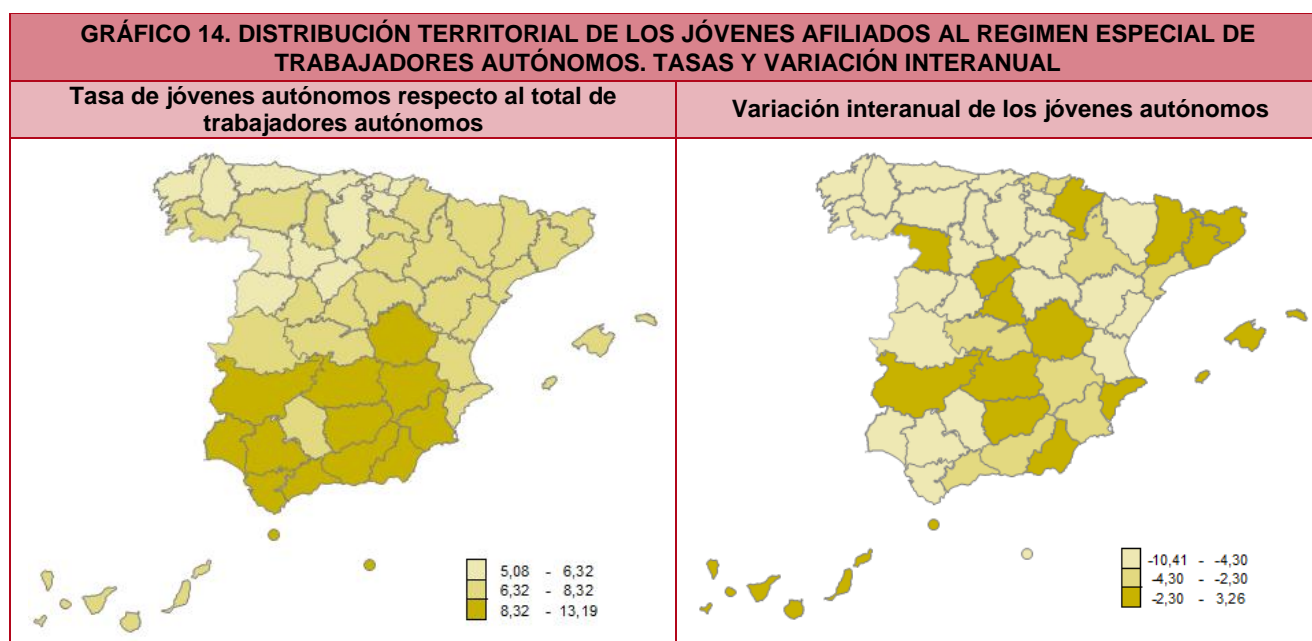 GRÁFICO 14. DISTRIBUCIÓN TERRITORIAL DE LOS JÓVENES AFILIADOS AL REGIMEN ESPECIAL DE
TRABAJADORES AUTÓNOMOS. TASAS Y VARIACIÓN INTERANUAL
Tasa de jóvenes autónomos respecto al total de
trabajadores autónomos
Variación interanual de los jóvenes autónomos
5,08 - 6,32
6,32 - 8,32
8,32 - 13,19
-10,41 - -4,30
-4,30 - -2,30
-2,30 - 3,26